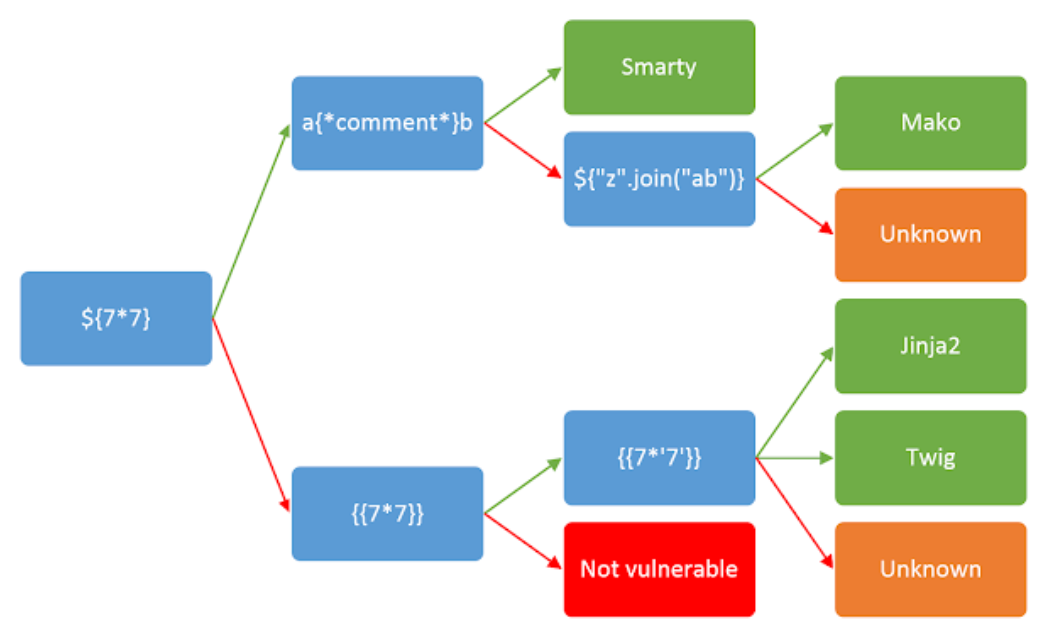 Smarty
a{*comment*}b
Mako
${"z".join("ab")}
Unknown
${7*7}
Jinja2
{{7*'7'}}
Twig
{{7*7}}
Not vulnerable
Unknown